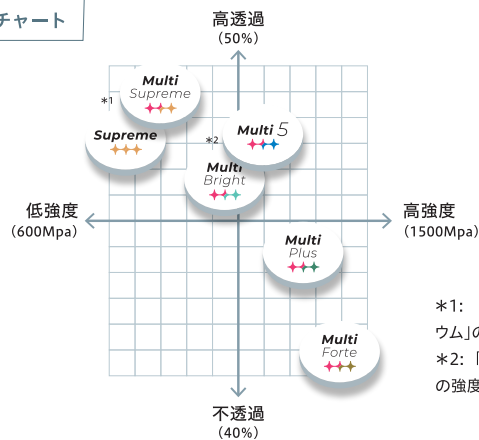 チャート
高透過
（50%）
*1
Multi
Supreme
Supreme
*2
Multi 5
Multi
Bright
低強度
（600Mpa）
高強度
（1500Mpa）
Multi
Plus
Multi
Forte
不透過
（40%）
＊1:
ウム」の
＊2:「
の強度